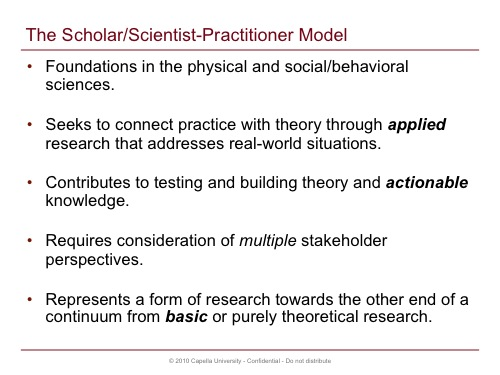 The Scholar/Scientist-Practitioner Model
• Foundations in the physical and social/behavioral
sciences.
• Seeks to connect practice with theory through applied
research that addresses real-world situations.
• Contributes to testing and building theory and actionable
knowledge.
• Requires consideration of multiple stakeholder
perspectives.
• Represents a form of research towards the other end of a
continuum from basic or purely theoretical research.
© 2010 Capella University - Confidential - Do not distribute